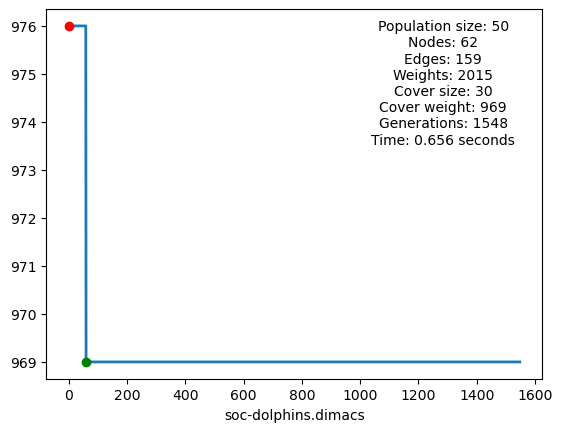 976
975
974
973
972
971
970
969
Population size: 50
Nodes: 62
Edges: 159
Weights: 2015
Cover size: 30
Cover weight: 969
Generations: 1548
Time: 0.656 seconds
0 200 400 600 800 1000 1200 1400 1600
soc-dolphins.dimacs